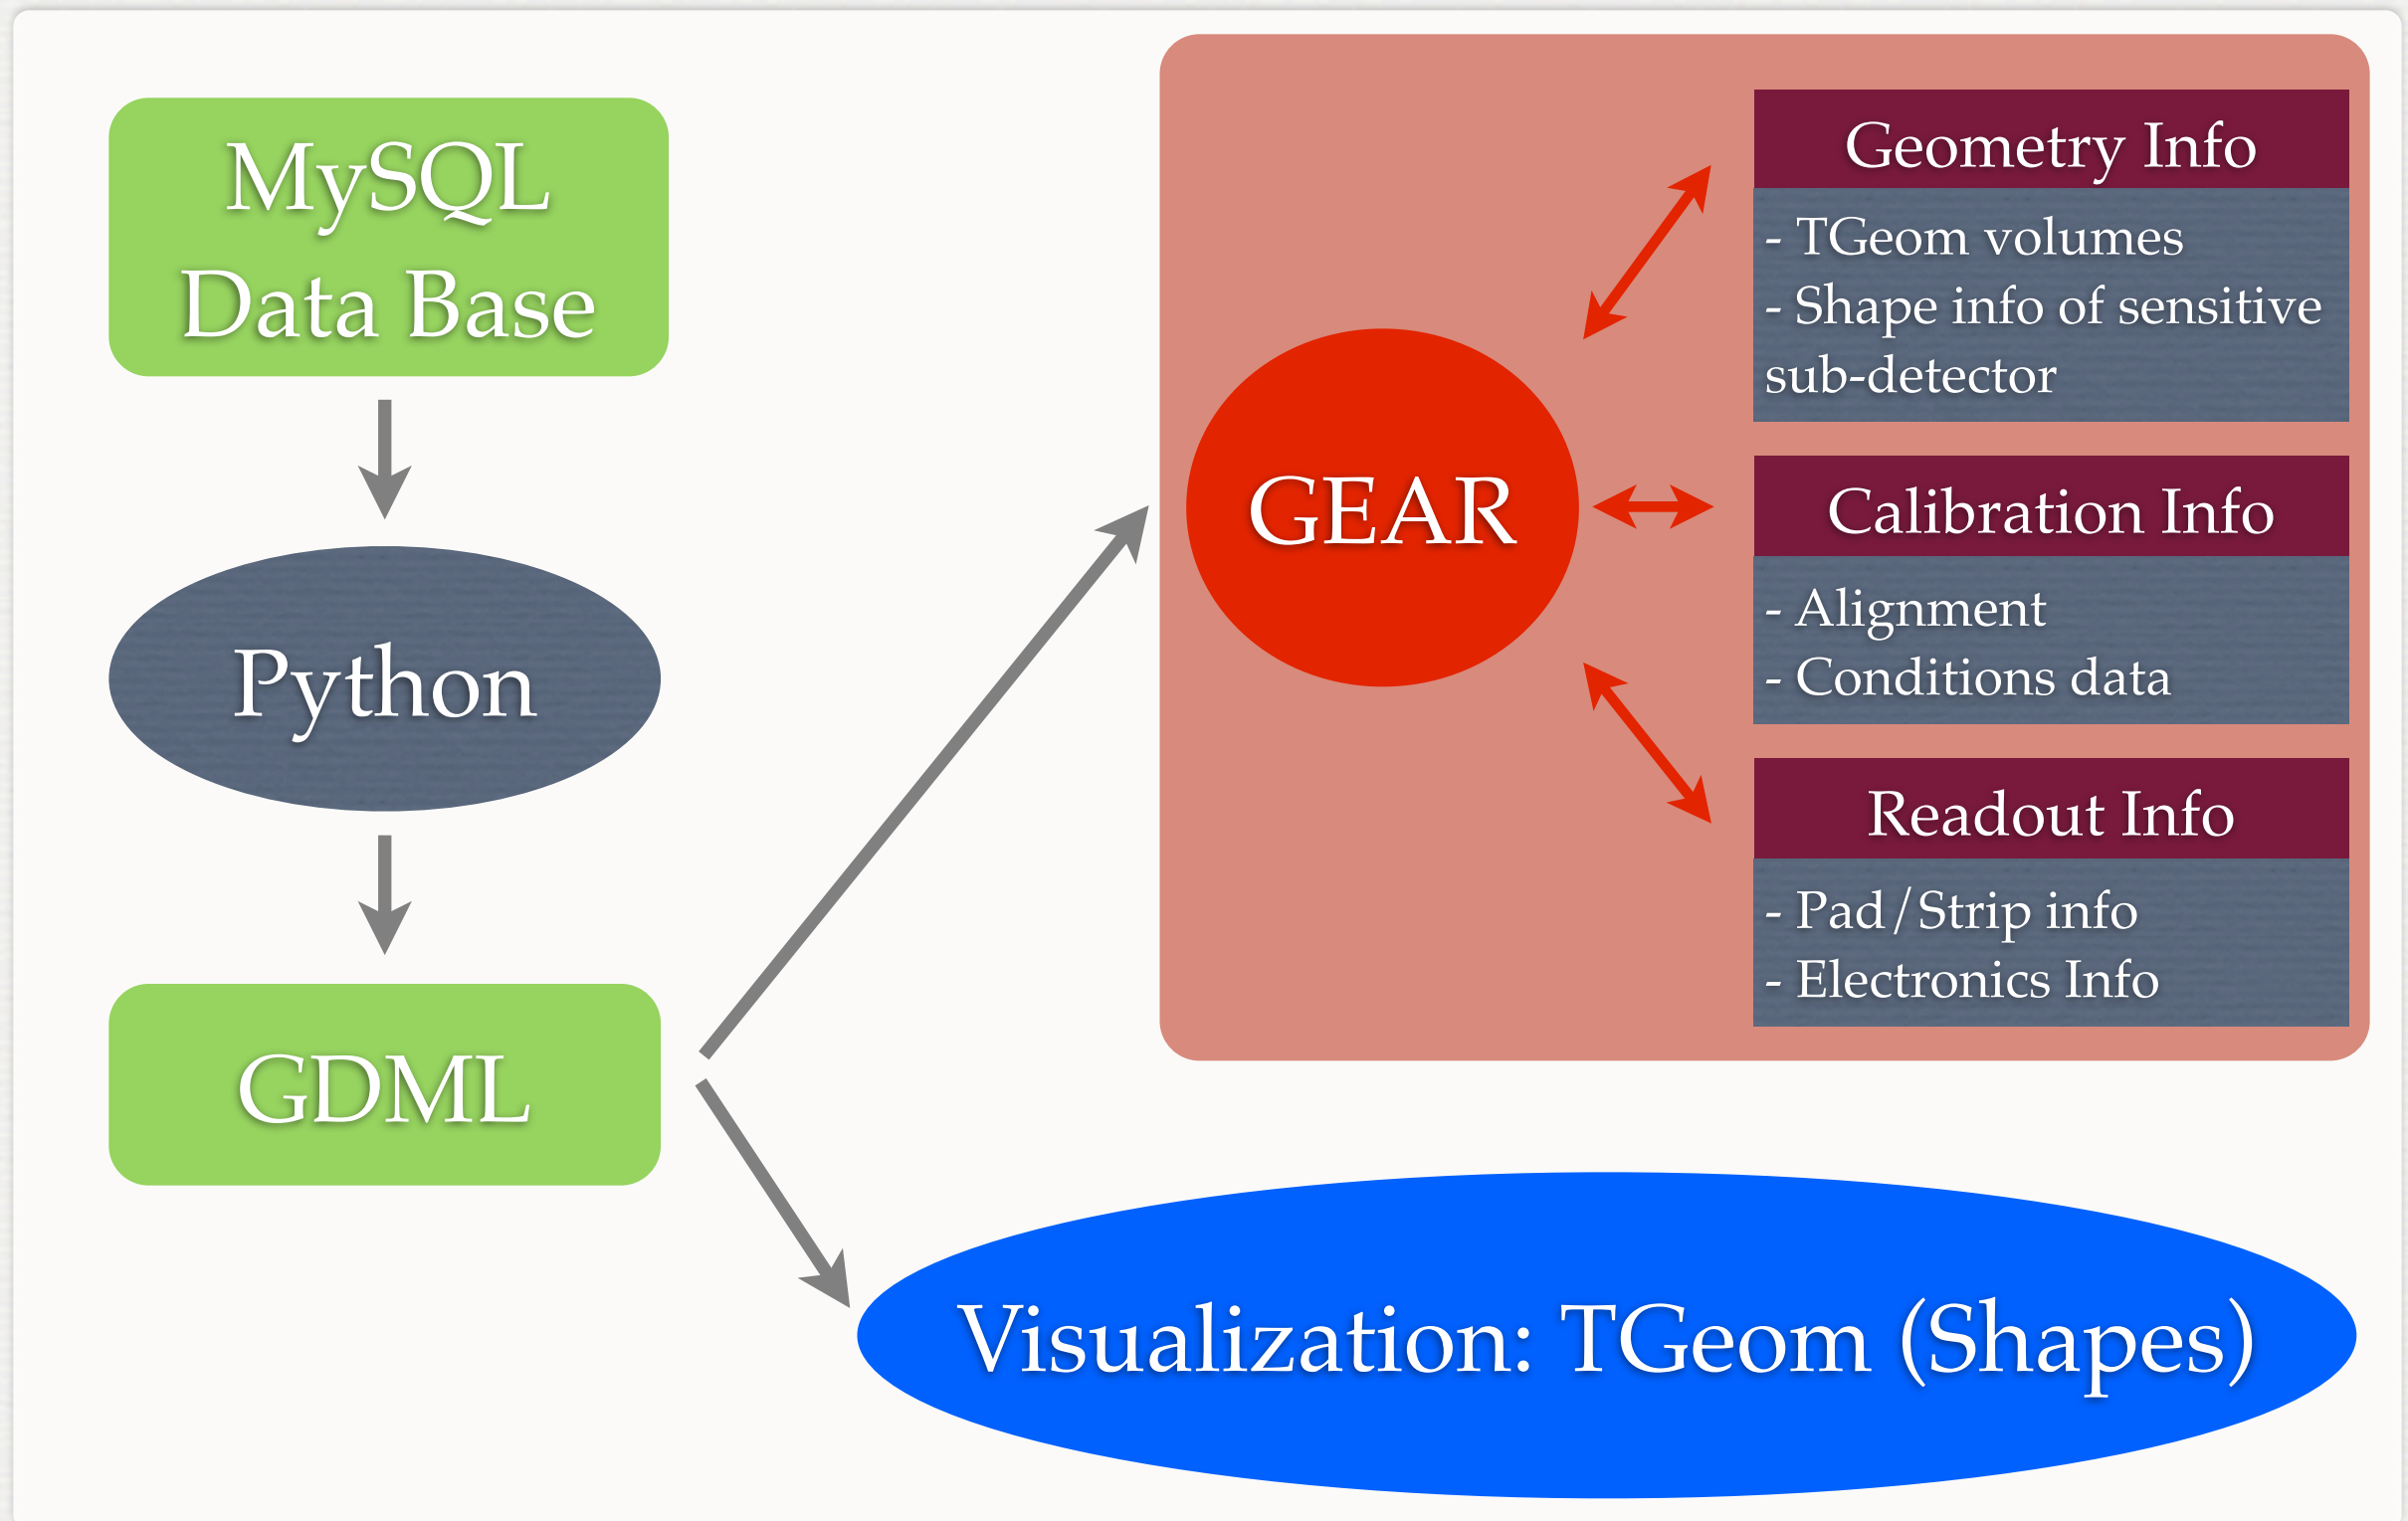 MySQL
Data Base
Python
GDML
GEAR
Geometry Info
- TGeom volumes
- Shape info of sensitive
sub-detector
Calibration Info
- Alignment
- Conditions data
Readout Info
- Pad/Strip info
- Electronics Info
Visualization: TGeom (Shapes)